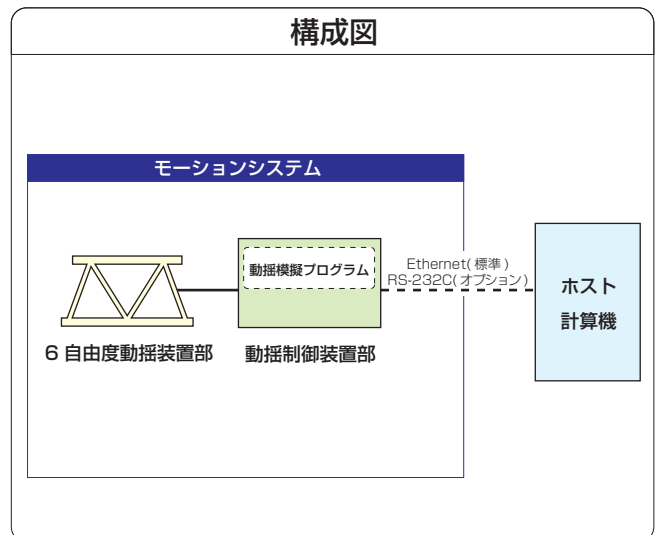 構成図
モーションシステム
動揺模擬プログラム
Ethernet(標準)
RS-232C(オプション)
ホスト
計算機
6自由度動揺装置部
動揺制御装置部